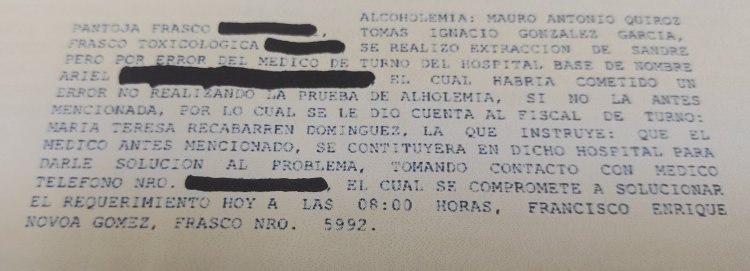 ALCOHOLEMIA: MAURO ANTONIO QUIROZ
PANTOJA FRASCO , TOMAS IGNACIO GONZALEZ GARCIA,
FRASCO TOXICOLOGICA SE REALIZO EXTRACCION DE SANGRE
PERO POR ERROR DEL MEDICO DE TURNO DEL HOSPITAL BASE DE NOMBRE
ARIEL , EL CUAL HABRIA COMETIDO UN
ERROR NO REALIZANDO LA PRUEBA DE ALHOLEMIA, SI NO LA ANTES
MENCIONADA, POR LO CUAL SE LE DIO CUENTA AL FISCAL DE TURNO:
MARIA TERESA RECABARREN DOMINGUEZ, LA QUE INSTRUYE: QUE EL
MEDICO ANTES MENCIONADO, SE CONTITUYERA EN DICHO HOSPITAL PARA
DARLE SOLUCION AL PROBLEMA, TOMANDO CONTACTO CON MEDICO
TELEFONO NRO. , EL CUAL SE COMPROMETE A SOLUCIONAR
EL REQUERIMIENTO HOY A LAS 08:00 HORAS, FRANCISCO ENRIQUE
NOVOA GOMEZ, FRASCO NRO. 5992.